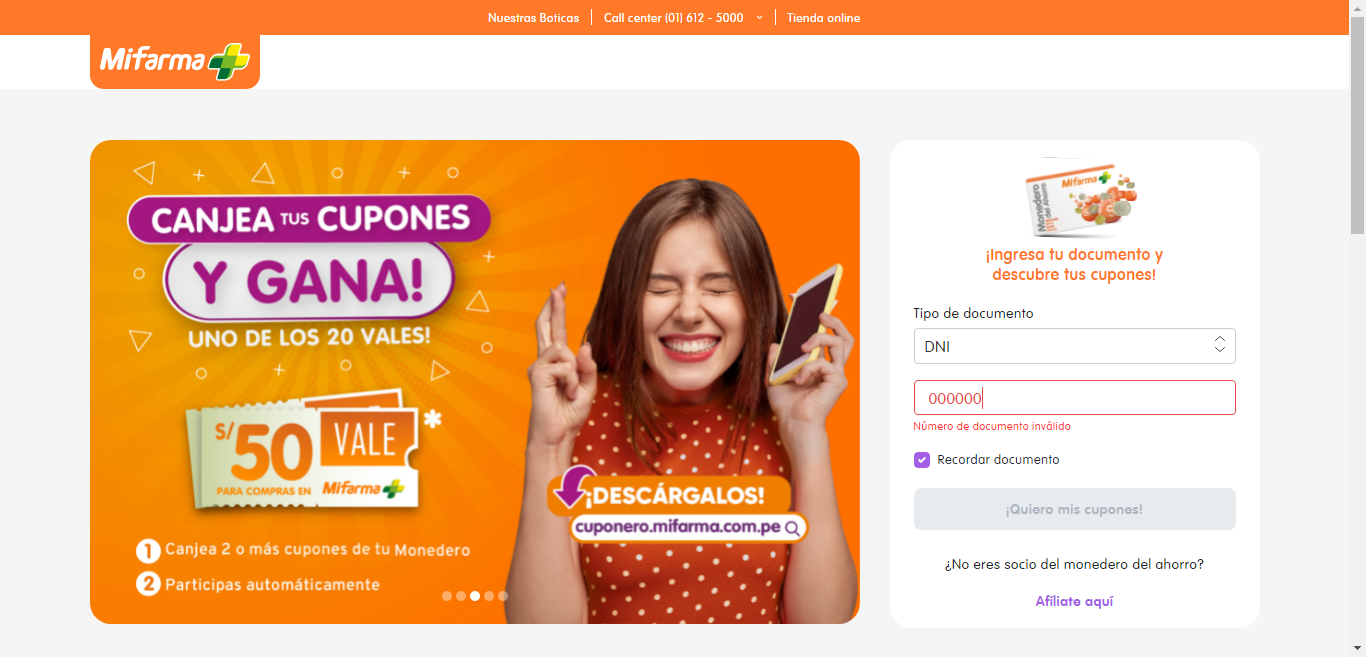 Nuestras Boticas
Call center (01) 612 - 5000
Tienda online
Mifarma
CANJEA TUS CUPONES
Y GANA!
UNO DE LOS 20 VALES!
S/50 VALE*
PARA COMPRAS EN Mifarma
¡DESCÁRGALOS!
cuponero.mifarma.com.pe
1 Canjea 2 o más cupones de tu Monedero
2 Participas automáticamente
Mifarma
Monedero
del Ahorro
¡Ingresa tu documento y
descubre tus cupones!
Tipo de documento
DNI
000000
Número de documento inválido
Recordar documento
¡Quiero mis cupones!
¿No eres socio del monedero del ahorro?
Afíliate aquí